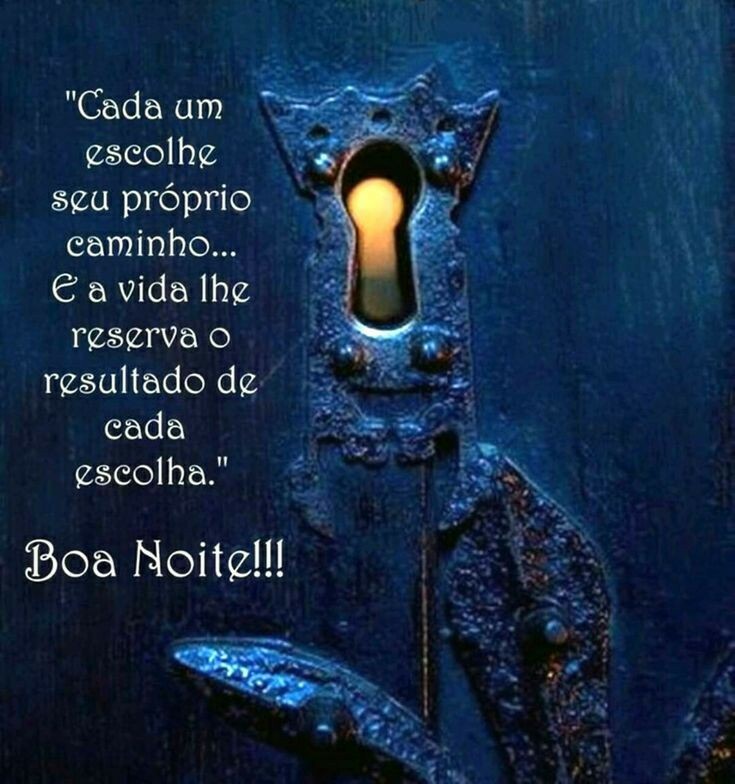 "Cada um
escolhe
seu próprio
caminho...
E a vida lhe
reserva o
resultado de
cada
escolha."
Boa Noite!!!